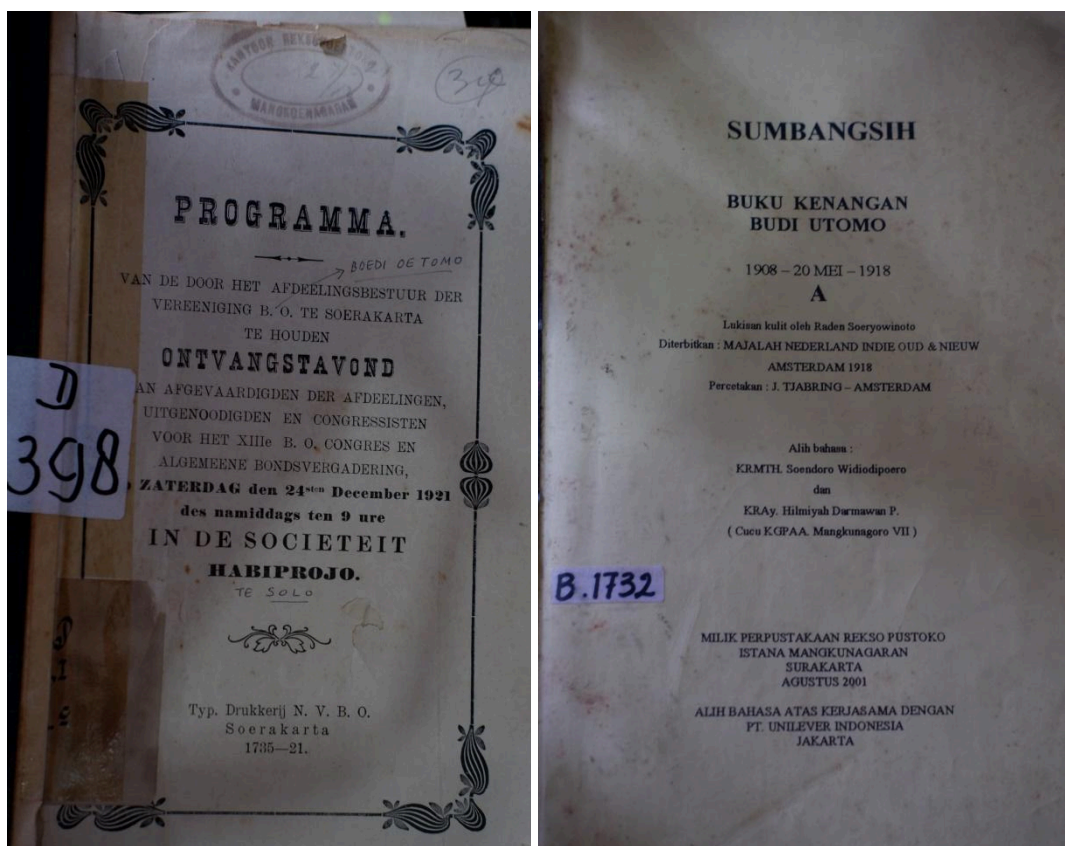 KANTOOR REKSO
MANGKOENAGARAN
PROGRAMMA.
BOEDI OETOMO
VAN DE DOOR HET AFDEELINGSBESTUUR DER
VEREENIGING B. O. TE SOERAKARTA
TE HOUDEN
ONTVANGSTAVOND
AN AFGEVAARDIGDEN DER AFDEELINGEN,
UITGENOODIGDEN EN CONGRESSISTEN
VOOR HET XIIIe B. O. CONGRES EN
ALGEMEENE BONDSVERGADERING,
ZATERDAG den 24sten December 1921
des namiddags ten 9 ure
IN DE SOCIETEIT
HABIPROJO.
TE SOLO
D
398
Typ. Drukkerij N. V. B. O.
Soerakarta
1735—21.
SUMBANGSIH
BUKU KENANGAN
BUDI UTOMO
1908 – 20 MEI – 1918
A
Lukisan kulit oleh Raden Soeryowinoto
Diterbitkan : MAJALAH NEDERLAND INDIE OUD & NIEUW
AMSTERDAM 1918
Percetakan : J. TJABRING – AMSTERDAM
Alih bahasa :
KRMTH. Soendoro Widiodipoero
dan
KRAy. Hilmiyah Darmawan P.
( Cucu KGPAA. Mangkunagoro VII )
B.1732
MILIK PERPUSTAKAAN REKSO PUSTOKO
ISTANA MANGKUNAGARAN
SURAKARTA
AGUSTUS 2001
ALIH BAHASA ATAS KERJASAMA DENGAN
PT. UNILEVER INDONESIA
JAKARTA